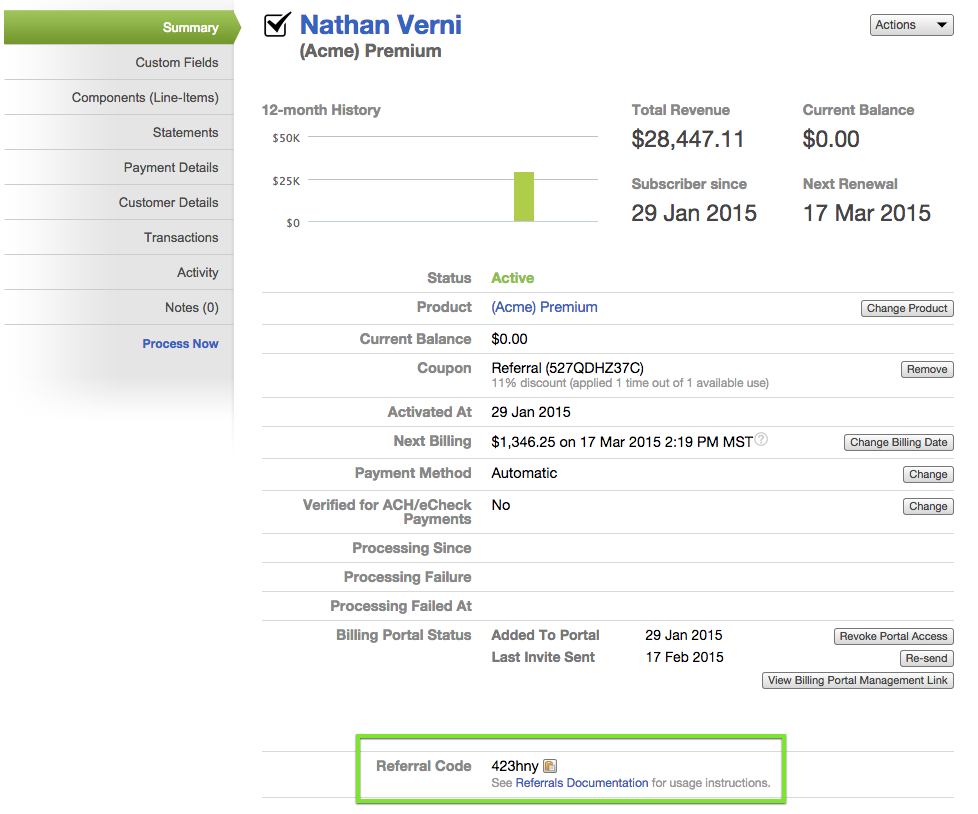 Summary
Custom Fields
Components (Line-Items)
Statements
Payment Details
Customer Details
Transactions
Activity
Notes (0)
Process Now
Nathan Verni
(Acme) Premium
Actions
12-month History
$50K
$25K
$0
Total Revenue
$28,447.11
Current Balance
$0.00
Subscriber since
29 Jan 2015
Next Renewal
17 Mar 2015
Status Active
Product (Acme) Premium Change Product
Current Balance $0.00
Coupon Referral (527QDHZ37C) Remove
11% discount (applied 1 time out of 1 available use)
Activated At 29 Jan 2015
Next Billing $1,346.25 on 17 Mar 2015 2:19 PM MST ? Change Billing Date
Payment Method Automatic Change
Verified for ACH/eCheck No Change
Payments
Processing Since
Processing Failure
Processing Failed At
Billing Portal Status Added To Portal 29 Jan 2015 Revoke Portal Access
Last Invite Sent 17 Feb 2015 Re-send
View Billing Portal Management Link
Referral Code 423hny
See Referrals Documentation for usage instructions.